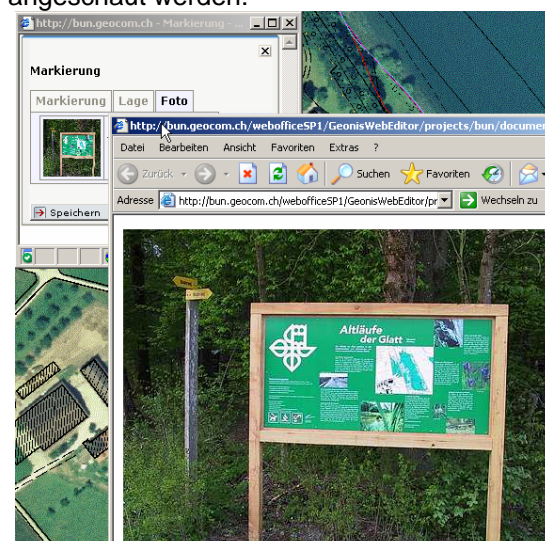 angeschaut werden.
http://bun.geocom.ch - Markierung - ...
Markierung
Markierung Lage Foto
Speichern
http://bun.geocom.ch/webofficeSP1/GeonisWebEditor/projects/bun/documen
Datei Bearbeiten Ansicht Favoriten Extras ?
Zurück Suchen Favoriten
Adresse http://bun.geocom.ch/webofficeSP1/GeonisWebEditor/pr Wechseln zu
Altläufe
der Glatt